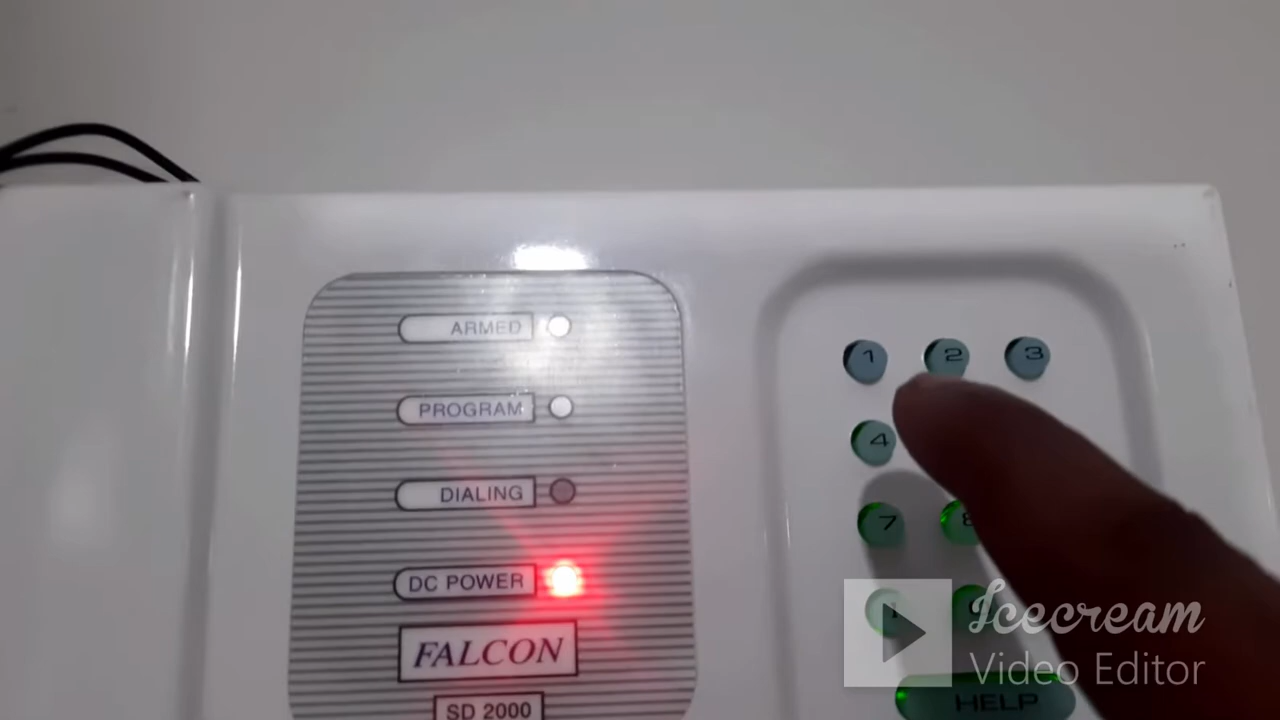 ARMED
PROGRAM
DIALING
DC POWER
FALCON
SD 2000
1
2
3
4
7
8
HELP
Icecream
Video Editor